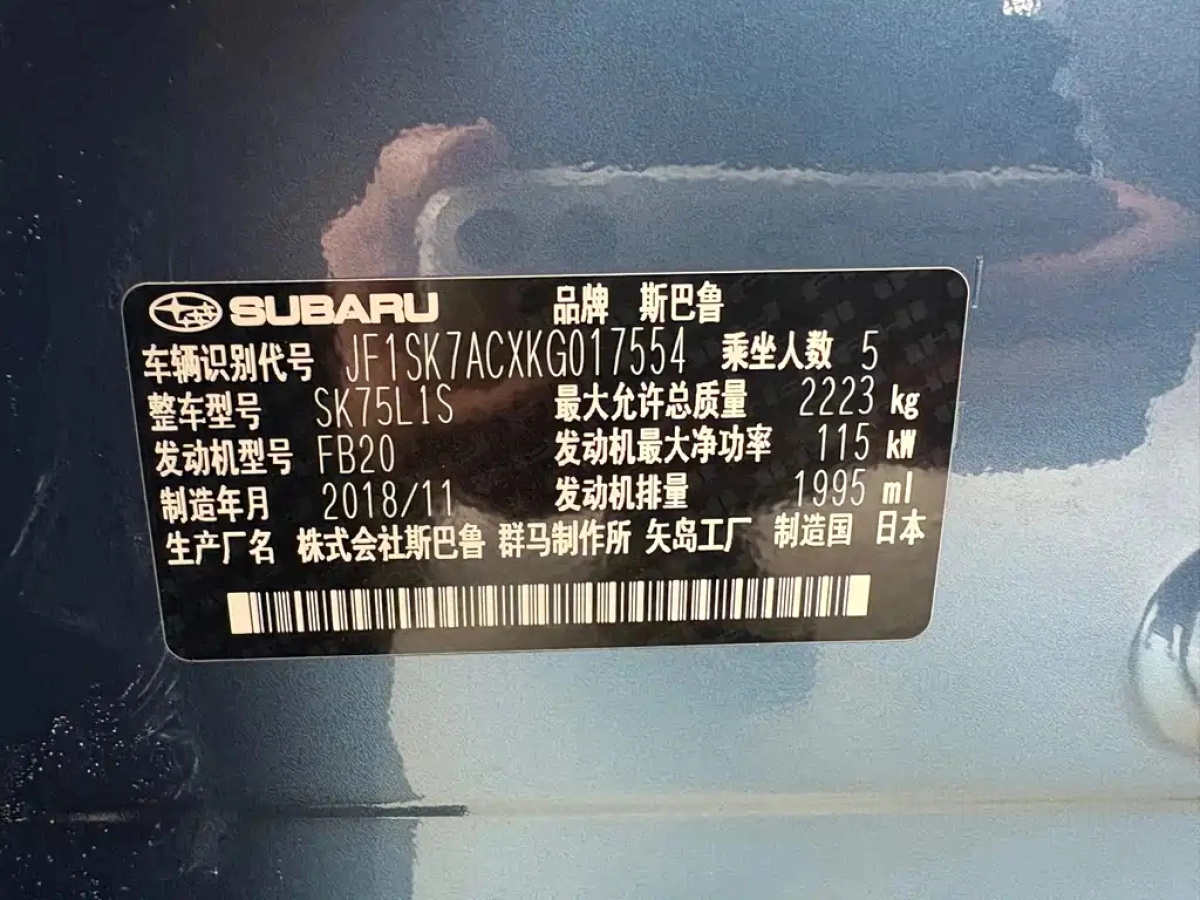 SUBARU 品牌 斯巴鲁
车辆识别代号 JF1SK7ACXKG017554 乘坐人数 5
整车型号 SK75L1S 最大允许总质量 2223 kg
发动机型号 FB20 发动机最大净功率 115 kW
制造年月 2018/11 发动机排量 1995 ml
生产厂名 株式会社斯巴鲁 群马制作所 矢岛工厂 制造国 日本